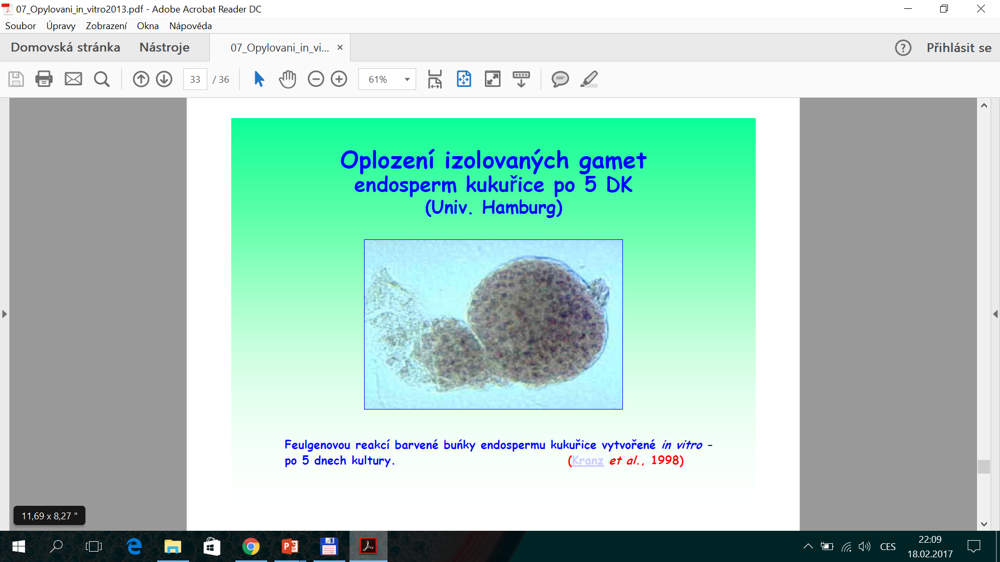 07_Opylovani_in_vitro2013.pdf - Adobe Acrobat Reader DC
Soubor Úpravy Zobrazení Okna Nápověda
Domovská stránka Nástroje 07_Opylovani_in_vi... × ? Přihlásit se
33 / 36 61%
Oplození izolovaných gamet
endosperm kukuřice po 5 DK
(Univ. Hamburg)
Feulgenovou reakcí barvené buńky endospermu kukuřice vytvořené in vitro -
po 5 dnech kultury. (Kranz et al., 1998)
11,69 x 8,27 "
CES
22:09
18.02.2017